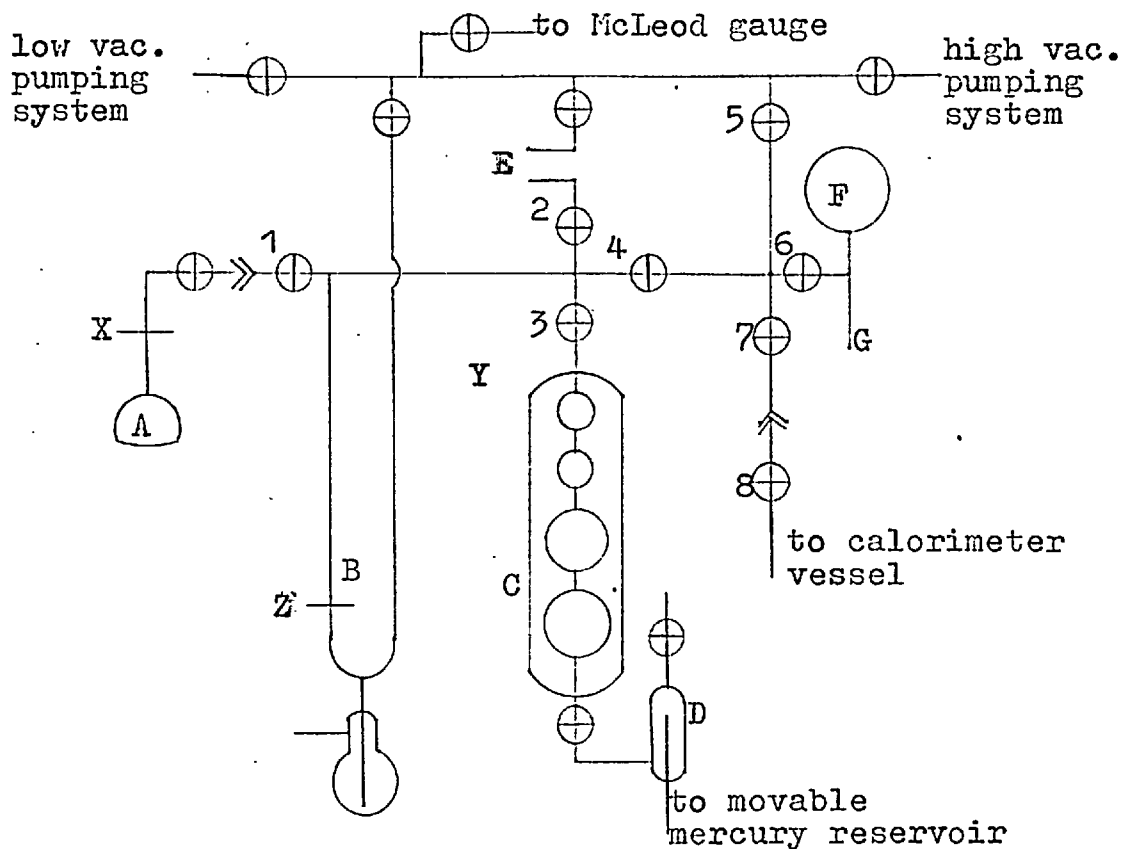 to McLeod gauge
low vac.
pumping
system
high vac.
pumping
system
5
E
F
2
1
4
6
X
3
7
G
Y
A
8
B
to calorimeter
vessel
C
Z
D
to movable
mercury reservoir